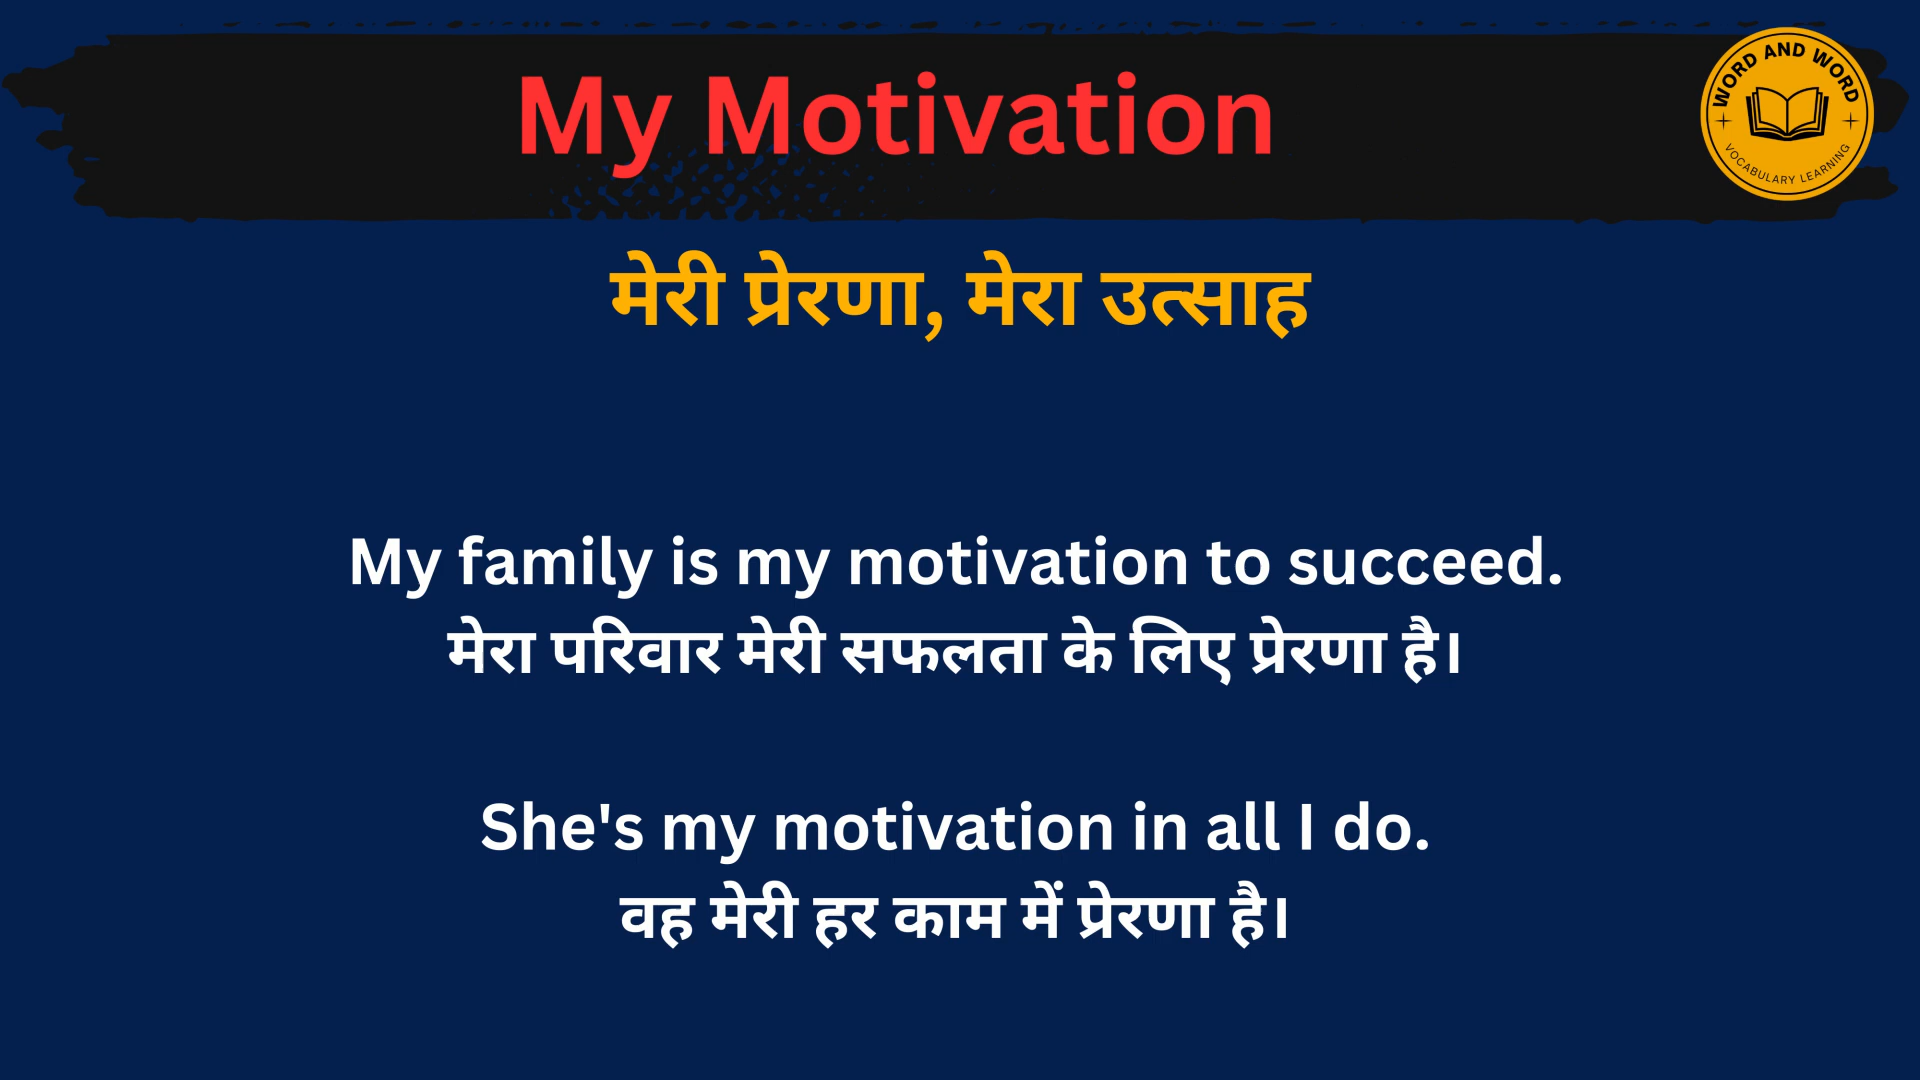 My Motivation
WORD AND WORD
VOCABULARY LEARNING
मेरी प्रेरणा, मेरा उत्साह
My family is my motivation to succeed.
मेरा परिवार मेरी सफलता के लिए प्रेरणा है।
She's my motivation in all I do.
वह मेरी हर काम में प्रेरणा है।